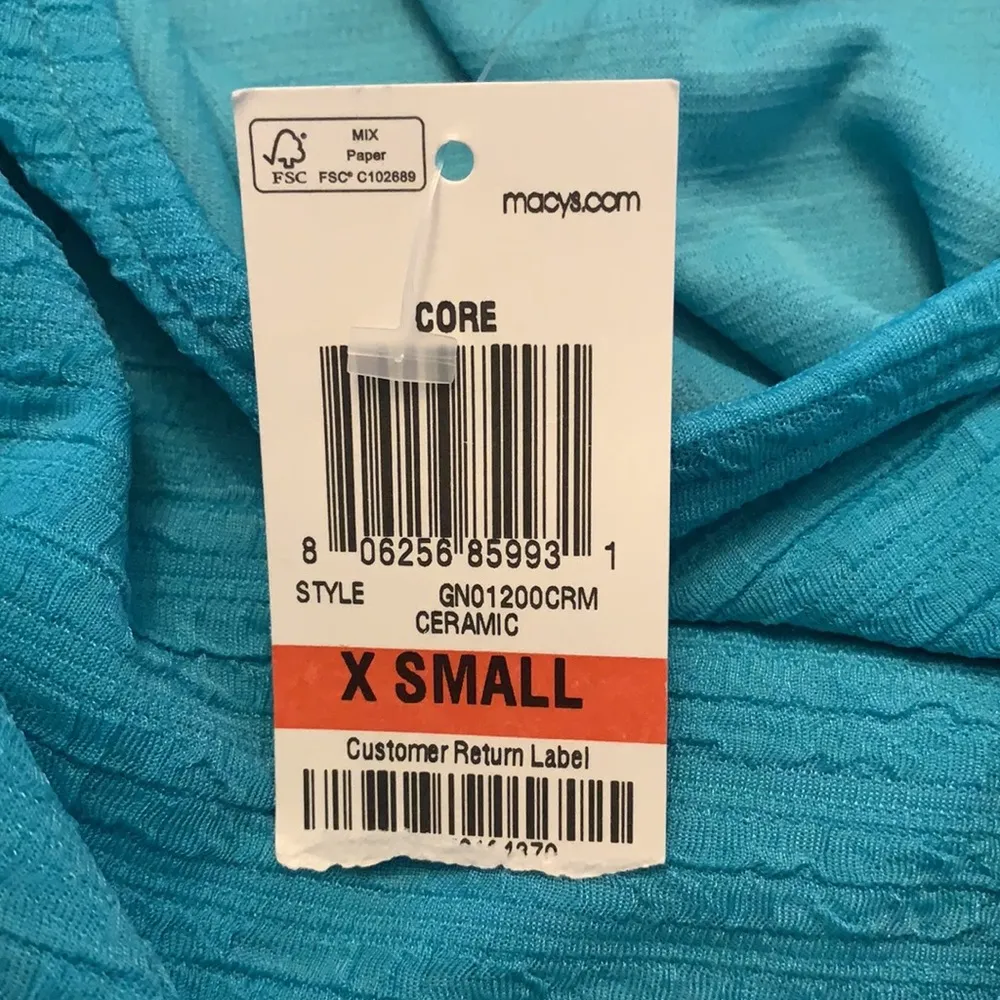 MIX
Paper
FSC® C102689
FSC
macys.com
CORE
8 06256 85993 1
STYLE GN01200CRM
CERAMIC
X SMALL
Customer Return Label